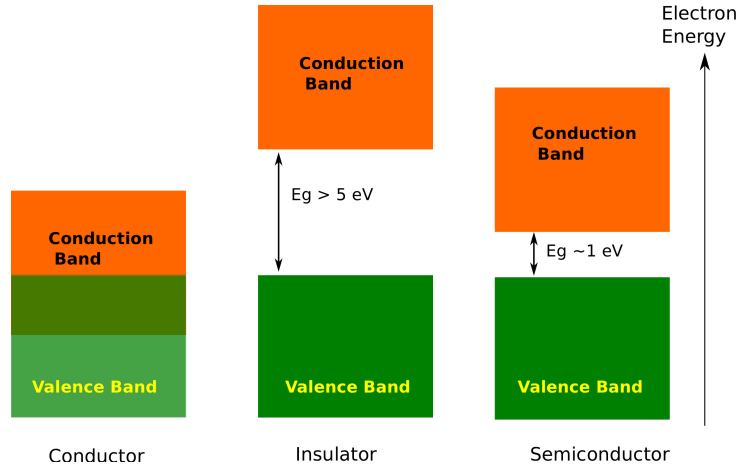 Electron
Energy
Conduction
Band
Eg > 5 eV
Conduction
Band
Eg ~1 eV
Conduction
Band
Valence Band
Valence Band
Valence Band
Conductor
Insulator
Semiconductor